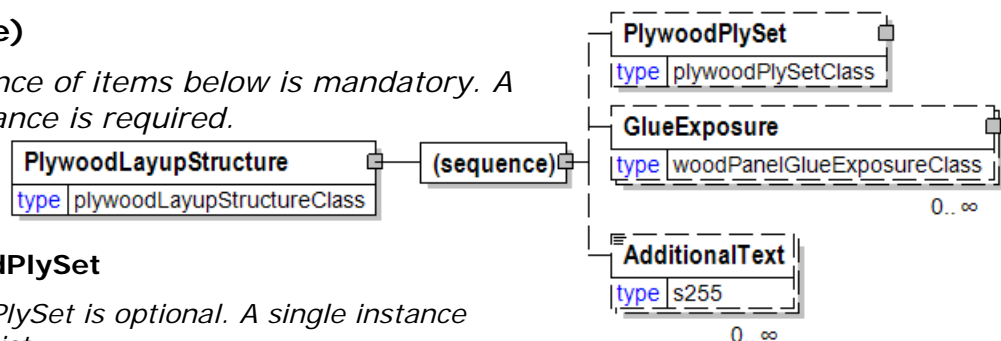 e)
nce of items below is mandatory. A
ance is required.
PlywoodLayupStructure
type plywoodLayupStructureClass
(sequence)
PlywoodPlySet
type plywoodPlySetClass
GlueExposure
type woodPanelGlueExposureClass
0.. ∞
AdditionalText
type s255
0.. ∞
dPlySet
PlySet is optional. A single instance